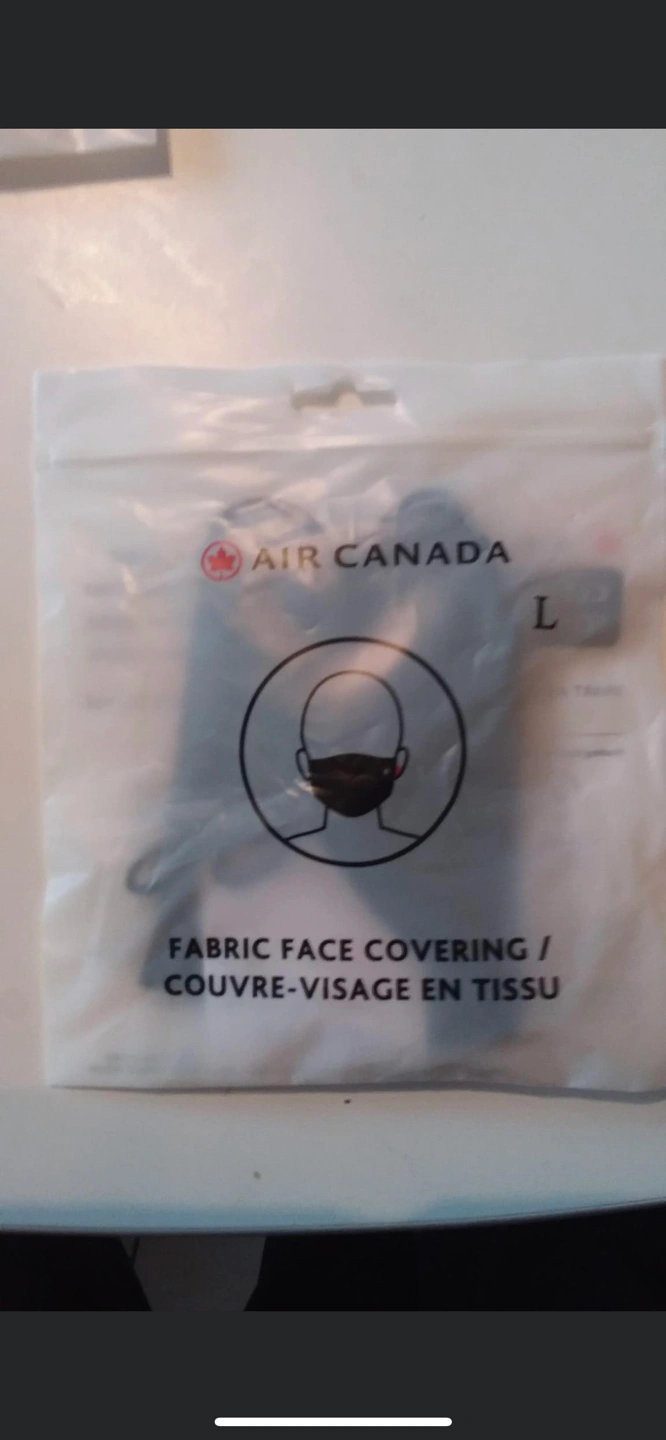 AIR CANADA
L
FABRIC FACE COVERING /
COUVRE-VISAGE EN TISSU